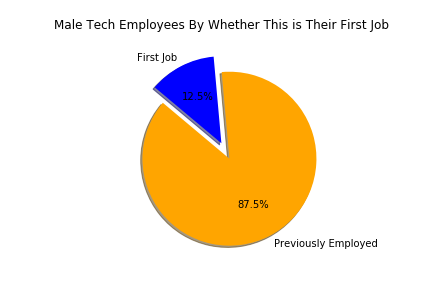 Male Tech Employees By Whether This is Their First Job
First Job
12.5%
87.5%
Previously Employed